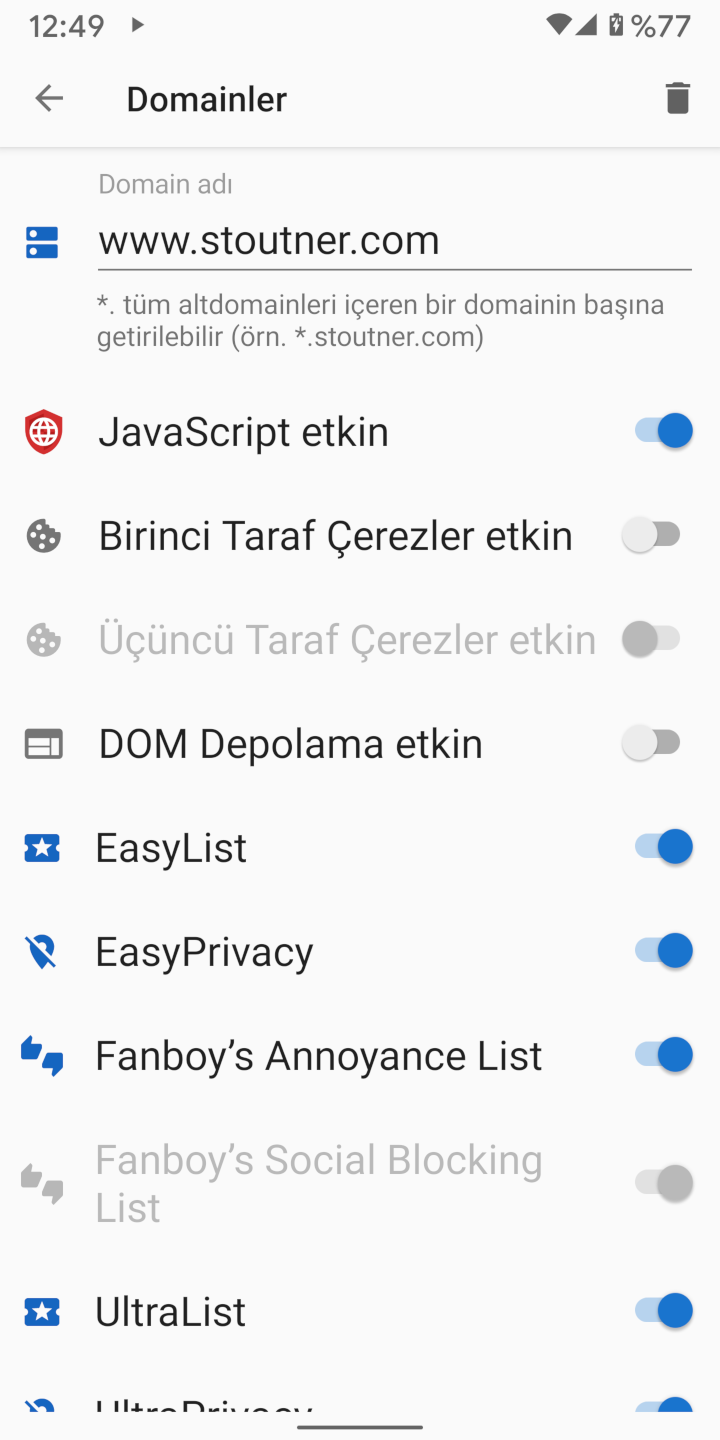 12:49 %77
Domainler
Domain adı
www.stoutner.com
*. tüm altdomainleri içeren bir domainin başına
getirilebilir (örn. *.stoutner.com)
JavaScript etkin
Birinci Taraf Çerezler etkin
Üçüncü Taraf Çerezler etkin
DOM Depolama etkin
EasyList
EasyPrivacy
Fanboy’s Annoyance List
Fanboy’s Social Blocking
List
UltraList
UltraPrivacy